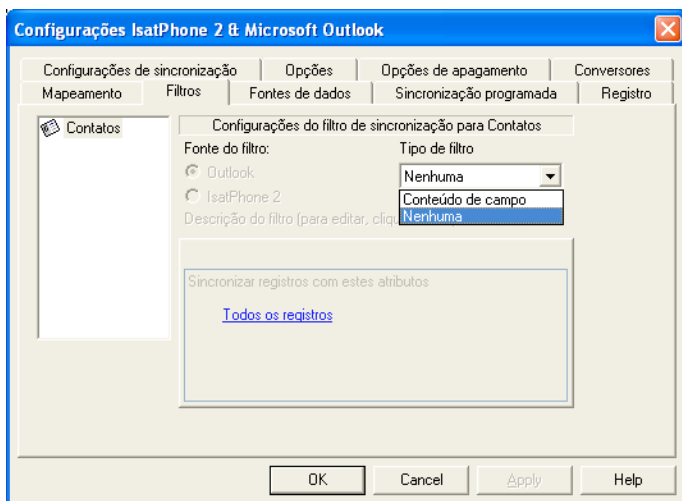 Configurações IsatPhone 2 & Microsoft Outlook
Configurações de sincronização Opções Opções de apagamento Conversores
Mapeamento Filtros Fontes de dados Sincronização programada Registro
Contatos
Configurações do filtro de sincronização para Contatos
Fonte do filtro: Tipo de filtro
Outlook Nenhuma
IsatPhone 2 Conteúdo de campo
Nenhuma
Descrição do filtro (para editar,
Sincronizar registros com estes atributos
Todos os registros
OK Cancel Apply Help